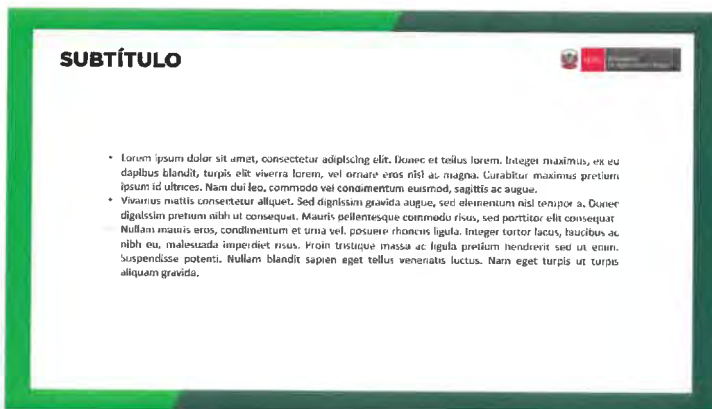 SUBTÍTULO
PERÚ
• Lorem ipsum dolor sit amet, consectetur adipiscing elit. Donec et tellus lorem. Integer maximus, ex eu
dapibus blandit, turpis elit viverra lorem, vel ornare eros nisl ac magna. Curabitur maximus pretium
ipsum id ultrices. Nam dui leo, commodo vel condimentum euismod, sagittis ac augue.
• Vivamus mattis consectetur aliquet. Sed dignissim gravida augue, sed elementum nisl tempor a. Donec
dignissim pretium nibh ut consequat. Mauris pellentesque commodo risus, sed porttitor elit consequat
Nullam mauris eros, condimentum et urna vel, posuere rhoncus ligula. Integer tortor lacus, faucibus ac
nibh eu, malesuada imperdiet risus. Proin tristique massa ac ligula pretium hendrerit sed ut enim.
Suspendisse potenti. Nullam blandit sapien eget tellus venenatis luctus. Nam eget turpis ut turpis
aliquam gravida.